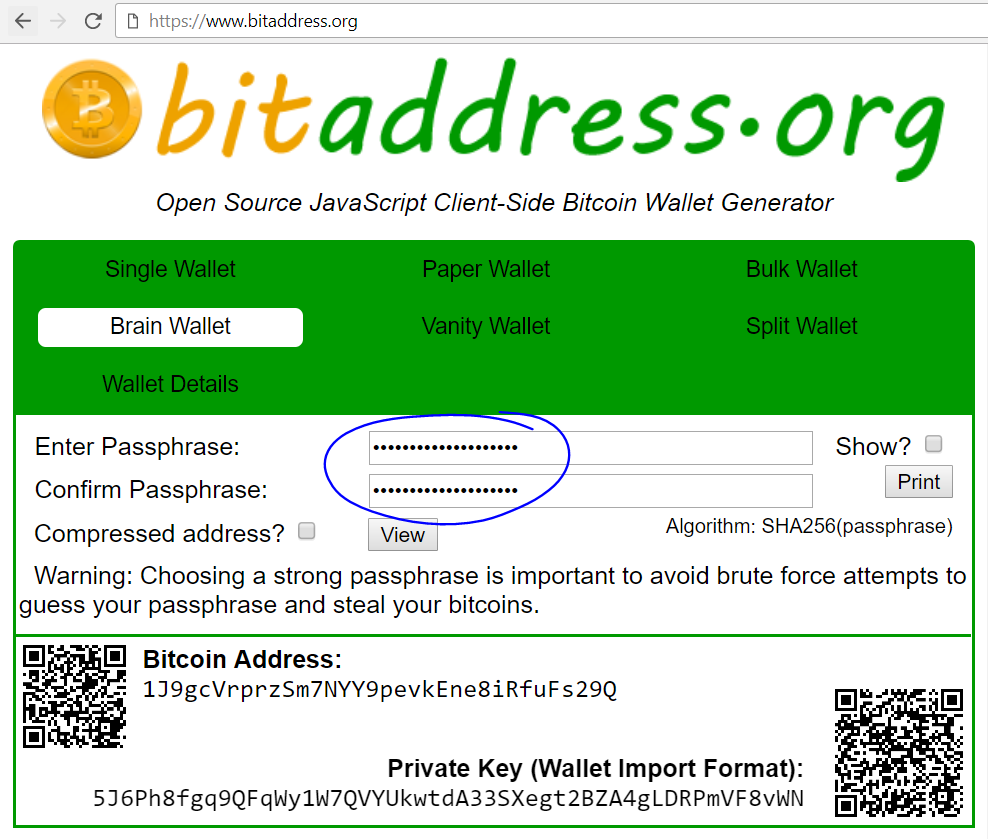 https://www.bitaddress.org
bitaddress.org
Open Source JavaScript Client-Side Bitcoin Wallet Generator
Single Wallet Paper Wallet Bulk Wallet
Brain Wallet Vanity Wallet Split Wallet
Wallet Details
Enter Passphrase: •••••••••••••••••••• Show?
Confirm Passphrase: •••••••••••••••••••• Print
Compressed address? View Algorithm: SHA256(passphrase)
Warning: Choosing a strong passphrase is important to avoid brute force attempts to
guess your passphrase and steal your bitcoins.
Bitcoin Address:
1J9gcVrprzSm7NYY9pevkEne8iRfuFs29Q
Private Key (Wallet Import Format):
5J6Ph8fgq9QFqWy1W7QVYUkwtdA33SXegt2BZA4gLDRPmVF8vWN